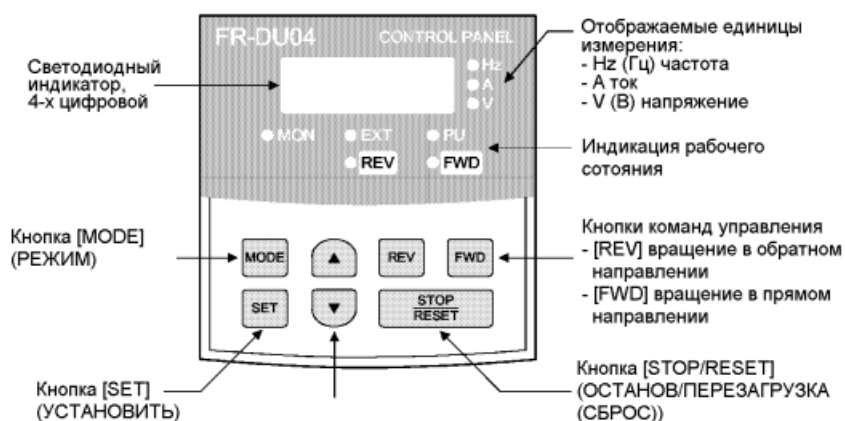 FR-DU04
CONTROL PANEL
Hz
A
V
MON
EXT
PU
REV
FWD
Светодиодный
индикатор,
4-х цифровой
Отображаемые единицы
измерения:
- Hz (Гц) частота
- А ток
- V (В) напряжение
Индикация рабочего
сотояния
Кнопка [MODE]
(РЕЖИМ)
MODE
▲
REV
FWD
SET
▼
STOP
RESET
Кнопки команд управления
- [REV] вращение в обратном
направлении
- [FWD] вращение в прямом
направлении
Кнопка [SET]
(УСТАНОВИТЬ)
Кнопка [STOP/RESET]
(ОСТАНОВ/ПЕРЕЗАГРУЗКА
(СБРОС))